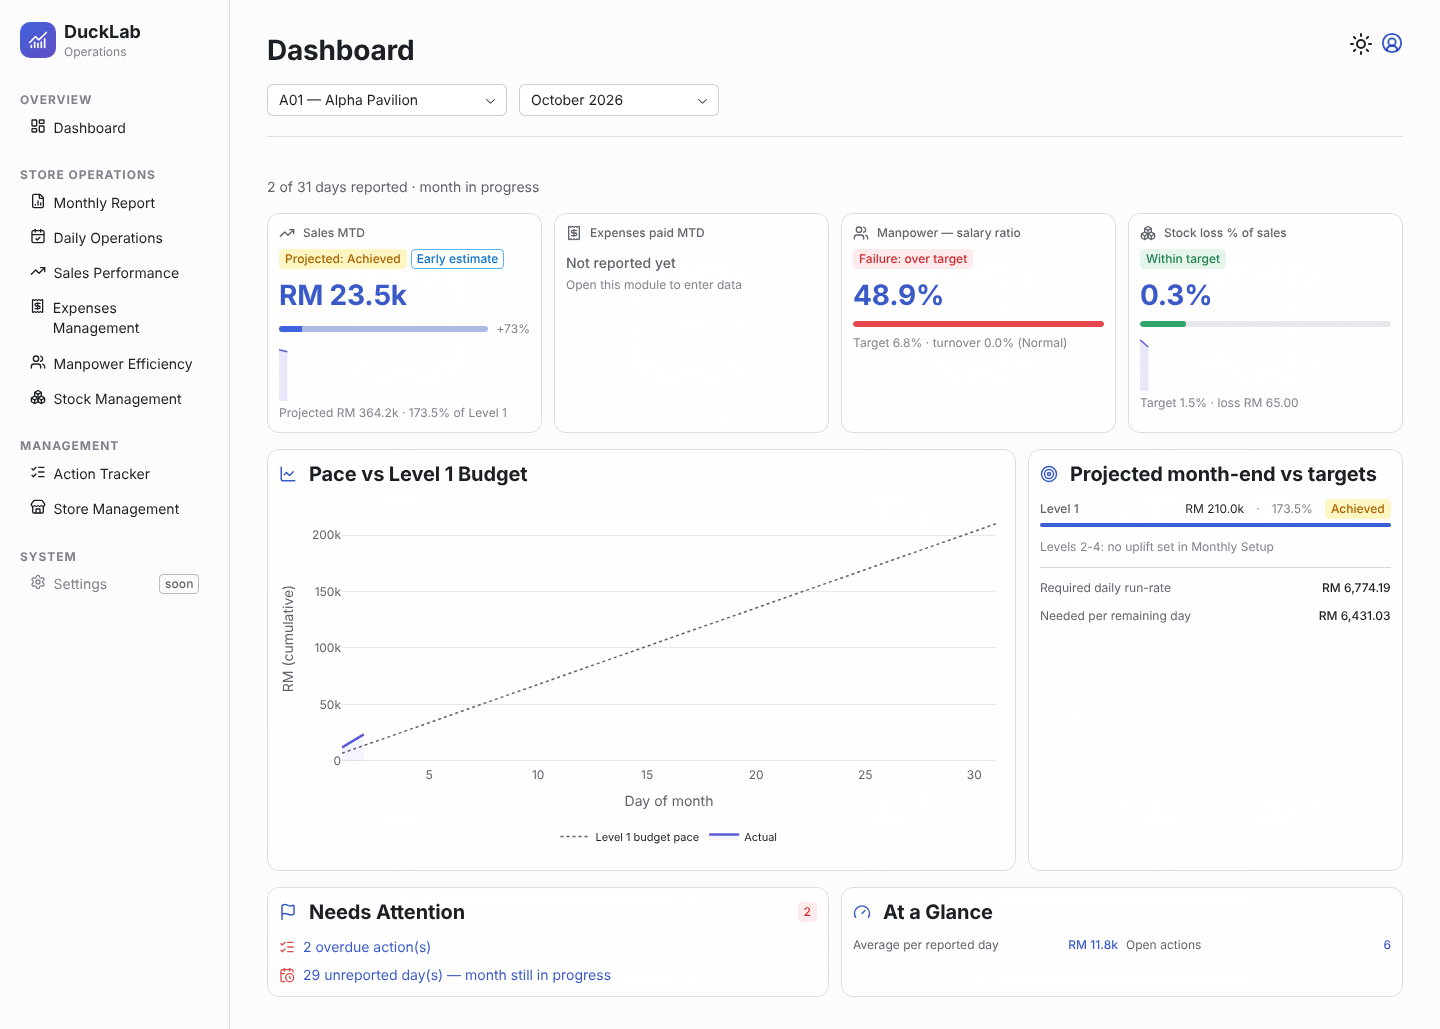 DuckLab
Operations
OVERVIEW
Dashboard
STORE OPERATIONS
Monthly Report
Daily Operations
Sales Performance
Expenses
Management
Manpower Efficiency
Stock Management
MANAGEMENT
Action Tracker
Store Management
SYSTEM
Settings soon
Dashboard
A01 — Alpha Pavilion
October 2026
2 of 31 days reported · month in progress
Sales MTD
Projected: Achieved Early estimate
RM 23.5k
+73%
Projected RM 364.2k · 173.5% of Level 1
Expenses paid MTD
Not reported yet
Open this module to enter data
Manpower — salary ratio
Failure: over target
48.9%
Target 6.8% · turnover 0.0% (Normal)
Stock loss % of sales
Within target
0.3%
Target 1.5% · loss RM 65.00
Pace vs Level 1 Budget
RM (cumulative)
200k
150k
100k
50k
0
5 10 15 20 25 30
Day of month
Level 1 budget pace Actual
Projected month-end vs targets
Level 1 RM 210.0k · 173.5% Achieved
Levels 2-4: no uplift set in Monthly Setup
Required daily run-rate RM 6,774.19
Needed per remaining day RM 6,431.03
Needs Attention 2
2 overdue action(s)
29 unreported day(s) — month still in progress
At a Glance
Average per reported day RM 11.8k Open actions 6